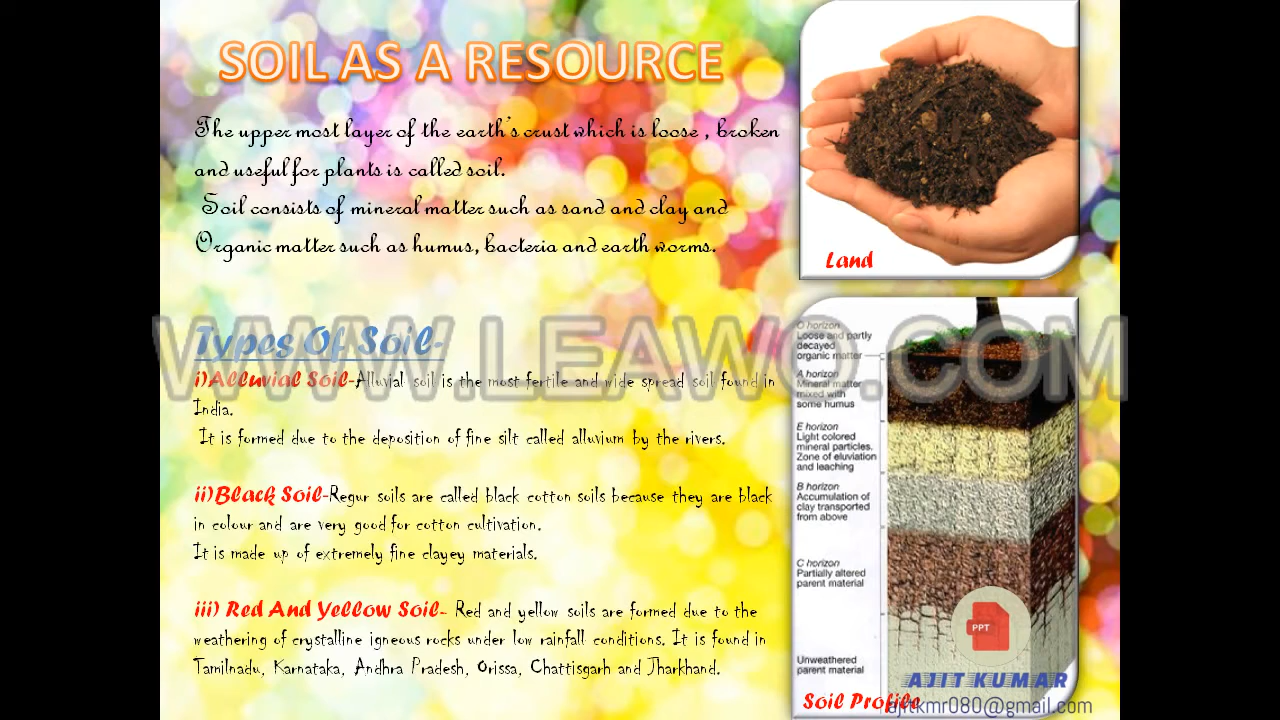 SOIL AS A RESOURCE
The upper most layer of the earth's crust which is loose , broken
and useful for plants is called soil.
Soil consists of mineral matter such as sand and clay and
Organic matter such as humus, bacteria and earth worms.
Land
WWW.LEAWO.COM
Types Of Soil-
i)Alluvial Soil-Alluvial soil is the most fertile and wide spread soil found in
India.
It is formed due to the deposition of fine silt called alluvium by the rivers.
ii)Black Soil-Regur soils are called black cotton soils because they are black
in colour and are very good for cotton cultivation.
It is made up of extremely fine clayey materials.
iii) Red And Yellow Soil- Red and yellow soils are formed due to the
weathering of crystalline igneous rocks under low rainfall conditions. It is found in
Tamilnadu, Karnataka, Andhra Pradesh, Orissa, Chattisgarh and Jharkhand.
O horizon
Loose and partly
decayed
organic matter
A horizon
Mineral matter
mixed with
some humus
E horizon
Light colored
mineral particles.
Zone of eluviation
and leaching
B horizon
Accumulation of
clay transported
from above
C horizon
Partially altered
parent material
Unweathered
parent material
Soil Profile
PPT
AJIT KUMAR
ajitkmr080@gmail.com